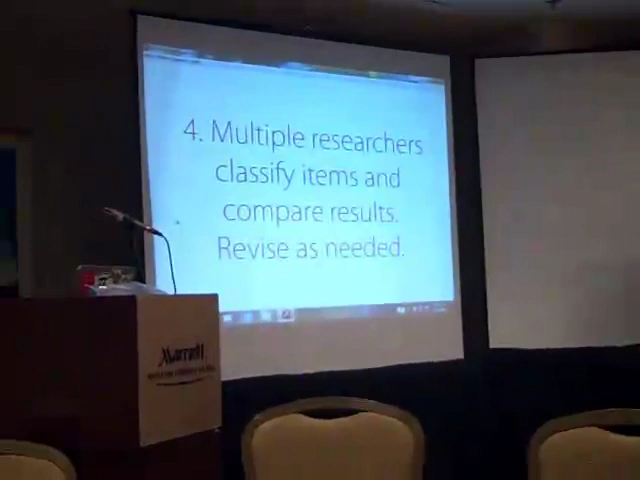 4. Multiple researchers
classify items and
compare results.
Revise as needed.
Marriott